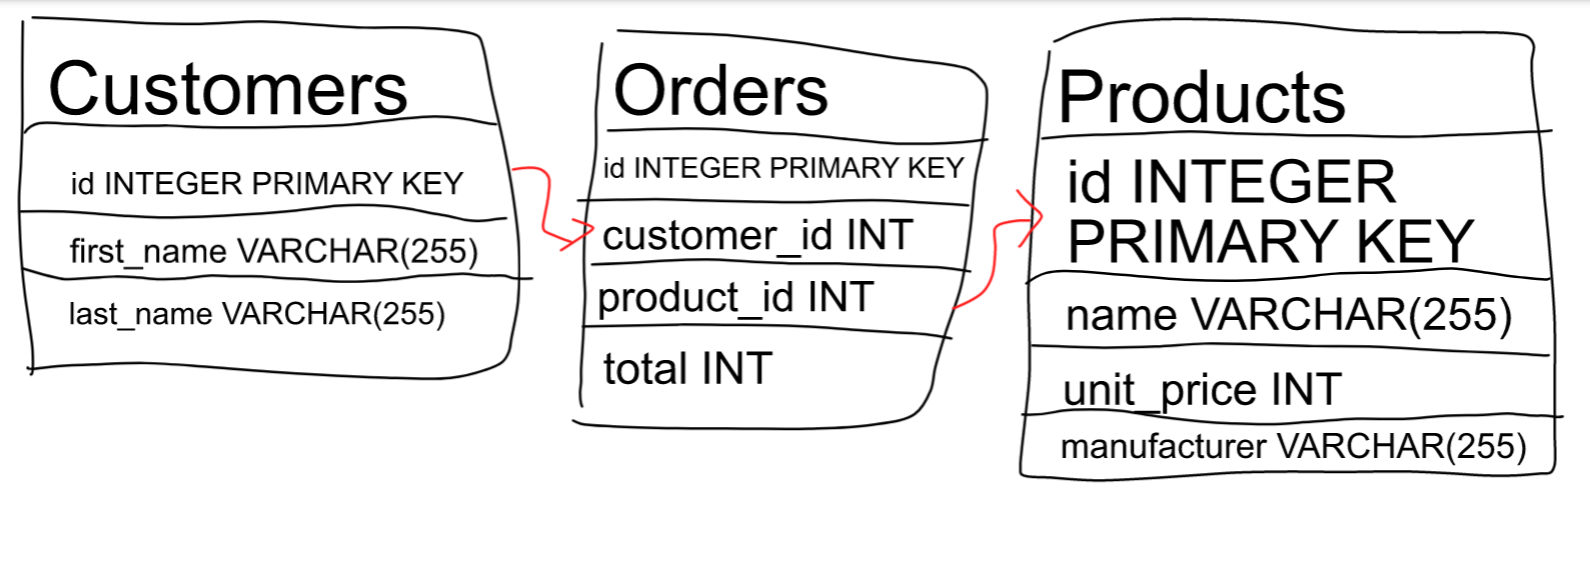 Customers
id INTEGER PRIMARY KEY
first_name VARCHAR(255)
last_name VARCHAR(255)
Orders
id INTEGER PRIMARY KEY
customer_id INT
product_id INT
total INT
Products
id INTEGER
PRIMARY KEY
name VARCHAR(255)
unit_price INT
manufacturer VARCHAR(255)